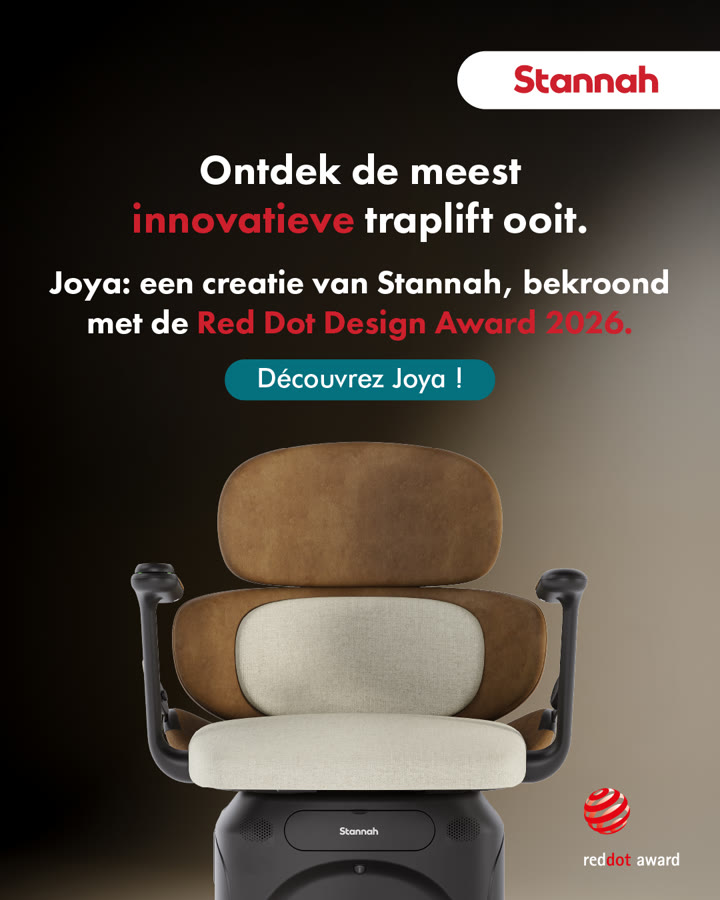 Stannah
Ontdek de meest
innovatieve traplift ooit.
Joya: een creatie van Stannah, bekroond
met de Red Dot Design Award 2026.
Découvrez Joya !
Stannah
reddot award